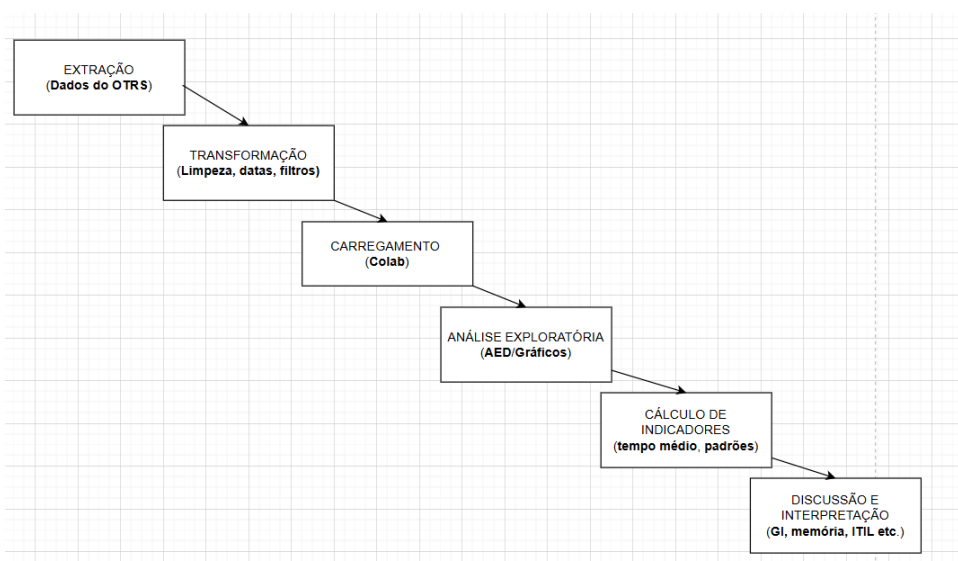 EXTRAÇÃO
(Dados do OTRS)
TRANSFORMAÇÃO
(Limpeza, datas, filtros)
CARREGAMENTO
(Colab)
ANÁLISE EXPLORATÓRIA
(AED/Gráficos)
CÁLCULO DE
INDICADORES
(tempo médio, padrões)
DISCUSSÃO E
INTERPRETAÇÃO
(GI, memória, ITIL etc.)